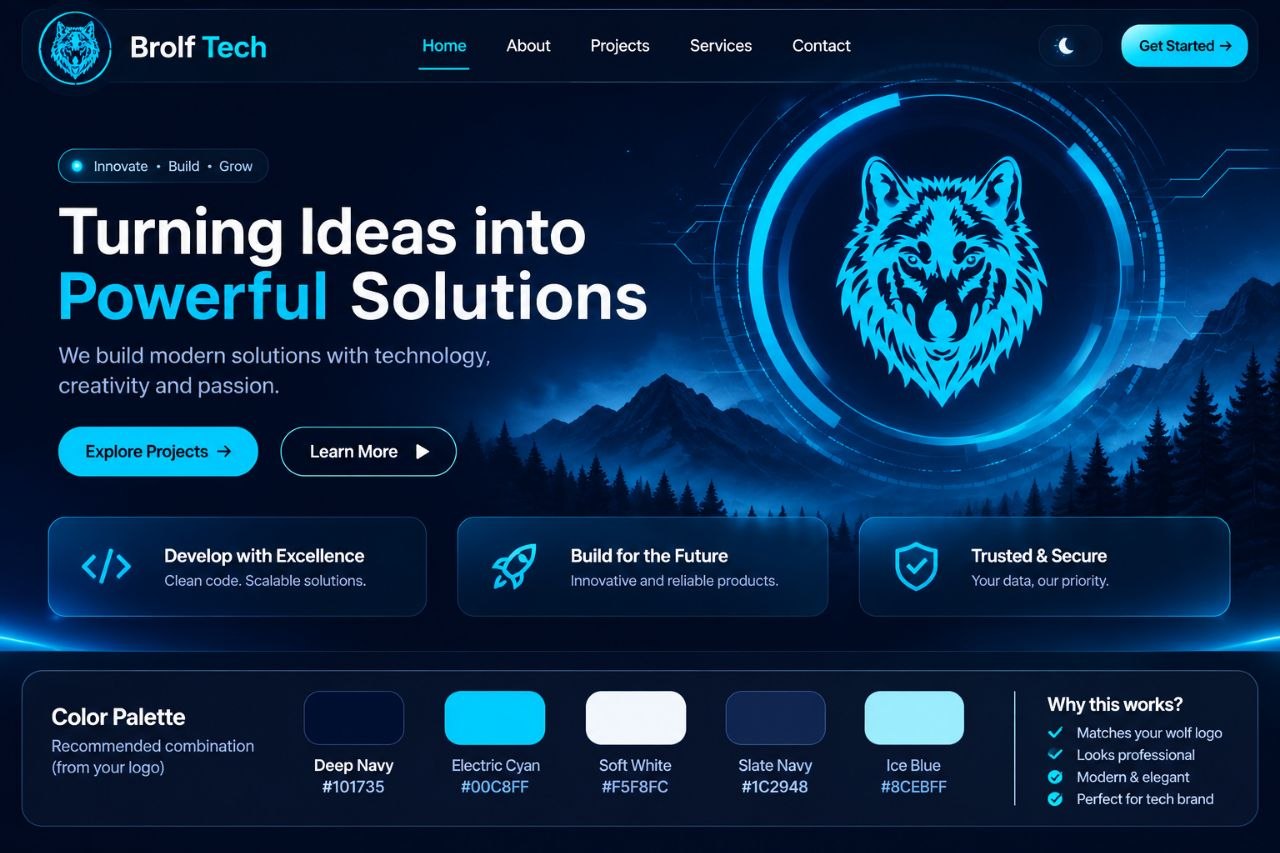 Brolf Tech
Home
About
Projects
Services
Contact
Get Started →
Innovate • Build • Grow
Turning Ideas into
Powerful Solutions
We build modern solutions with technology,
creativity and passion.
Explore Projects →
Learn More ▶
Develop with Excellence
Clean code. Scalable solutions.
Build for the Future
Innovative and reliable products.
Trusted & Secure
Your data, our priority.
Color Palette
Recommended combination
(from your logo)
Deep Navy
#101735
Electric Cyan
#00C8FF
Soft White
#F5F8FC
Slate Navy
#1C2948
Ice Blue
#8CEBFF
Why this works?
Matches your wolf logo
Looks professional
Modern & elegant
Perfect for tech brand